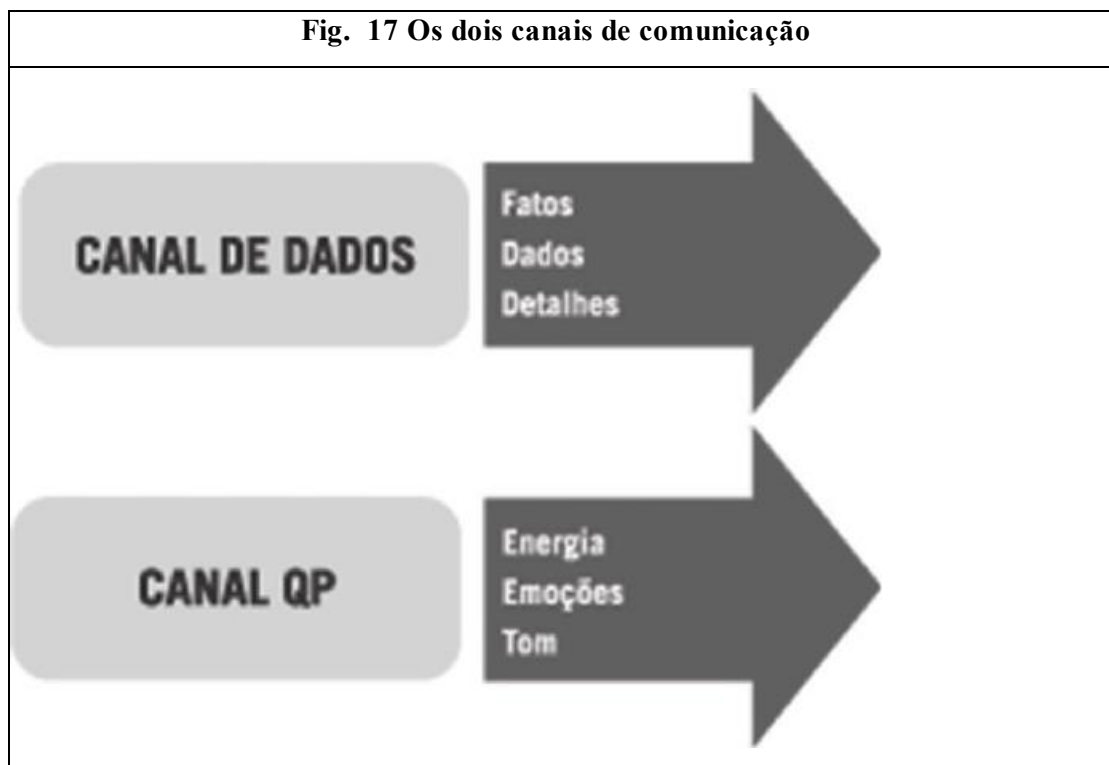 Fig. 17 Os dois canais de comunicação
CANAL DE DADOS
Fatos
Dados
Detalhes
CANAL QP
Energia
Emoções
Tom